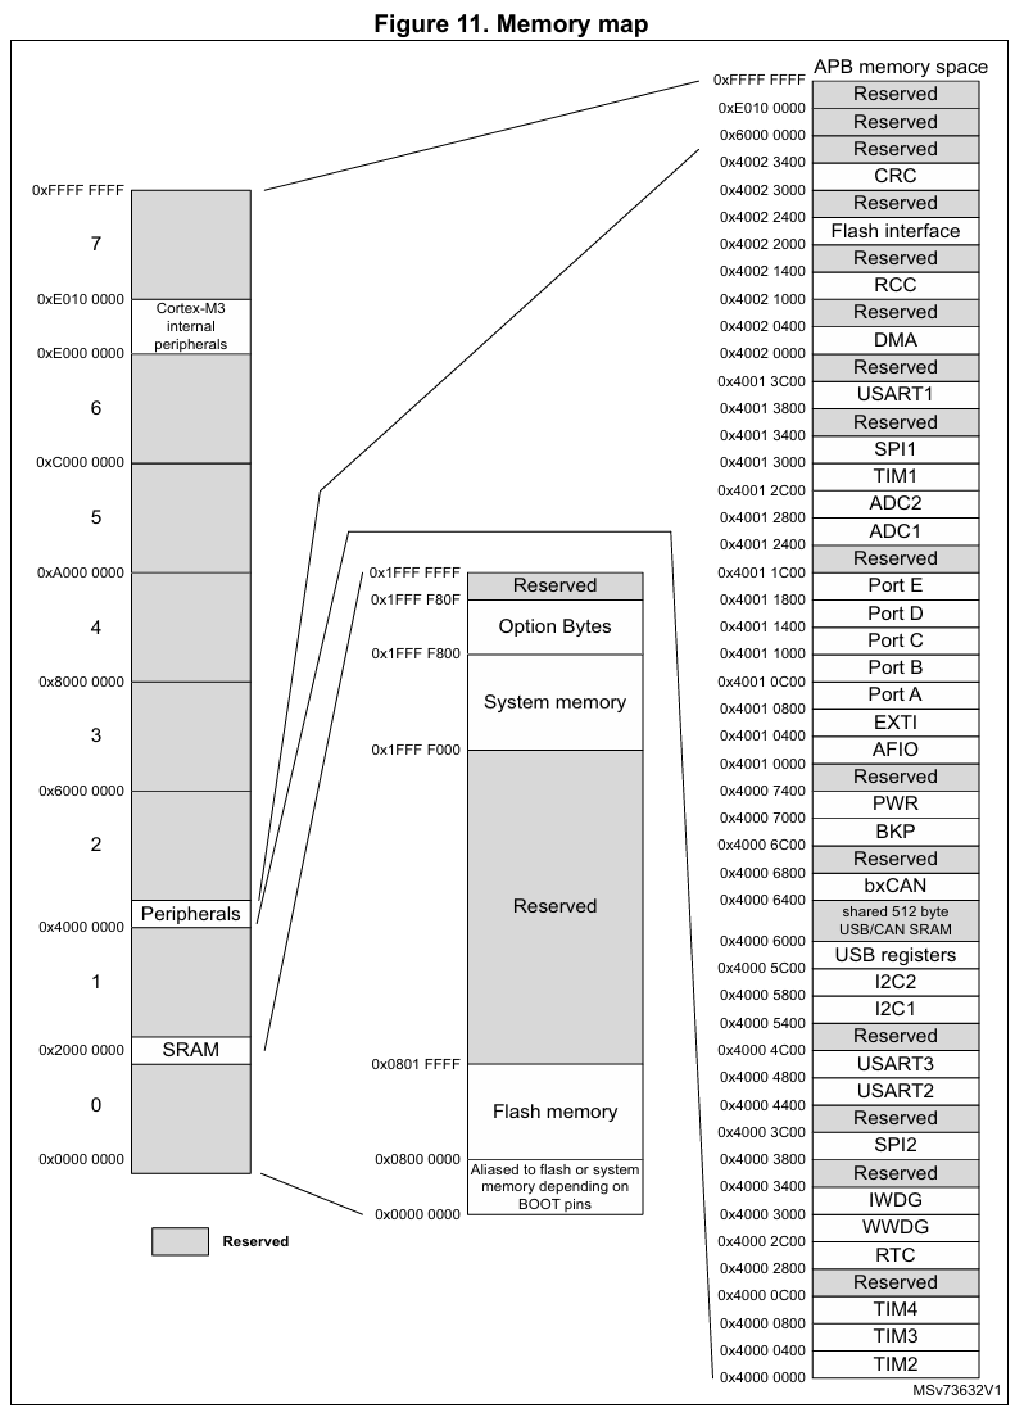 Figure 11. Memory map
0xFFFF FFFF
7
0xE010 0000
Cortex-M3
internal
peripherals
0xE000 0000
6
0xC000 0000
5
0xA000 0000
4
0x8000 0000
3
0x6000 0000
2
Peripherals
0x4000 0000
1
0x2000 0000
SRAM
0
0x0000 0000
Reserved
0x1FFF FFFF
Reserved
0x1FFF F80F
Option Bytes
0x1FFF F800
System memory
0x1FFF F000
Reserved
0x0801 FFFF
Flash memory
0x0800 0000
Aliased to flash or system
memory depending on
BOOT pins
0x0000 0000
APB memory space
0xFFFF FFFF
Reserved
0xE010 0000
Reserved
0x6000 0000
Reserved
0x4002 3400
CRC
0x4002 3000
Reserved
0x4002 2400
Flash interface
0x4002 2000
Reserved
0x4002 1400
RCC
0x4002 1000
Reserved
0x4002 0400
DMA
0x4002 0000
Reserved
0x4001 3C00
USART1
0x4001 3800
Reserved
0x4001 3400
SPI1
0x4001 3000
TIM1
0x4001 2C00
ADC2
0x4001 2800
ADC1
0x4001 2400
Reserved
0x4001 1C00
Port E
0x4001 1800
Port D
0x4001 1400
Port C
0x4001 1000
Port B
0x4001 0C00
Port A
0x4001 0800
EXTI
0x4001 0400
AFIO
0x4001 0000
Reserved
0x4000 7400
PWR
0x4000 7000
BKP
0x4000 6C00
Reserved
0x4000 6800
bxCAN
0x4000 6400
shared 512 byte
USB/CAN SRAM
0x4000 6000
USB registers
0x4000 5C00
I2C2
0x4000 5800
I2C1
0x4000 5400
Reserved
0x4000 4C00
USART3
0x4000 4800
USART2
0x4000 4400
Reserved
0x4000 3C00
SPI2
0x4000 3800
Reserved
0x4000 3400
IWDG
0x4000 3000
WWDG
0x4000 2C00
RTC
0x4000 2800
Reserved
0x4000 0C00
TIM4
0x4000 0800
TIM3
0x4000 0400
TIM2
0x4000 0000
MSv73632V1